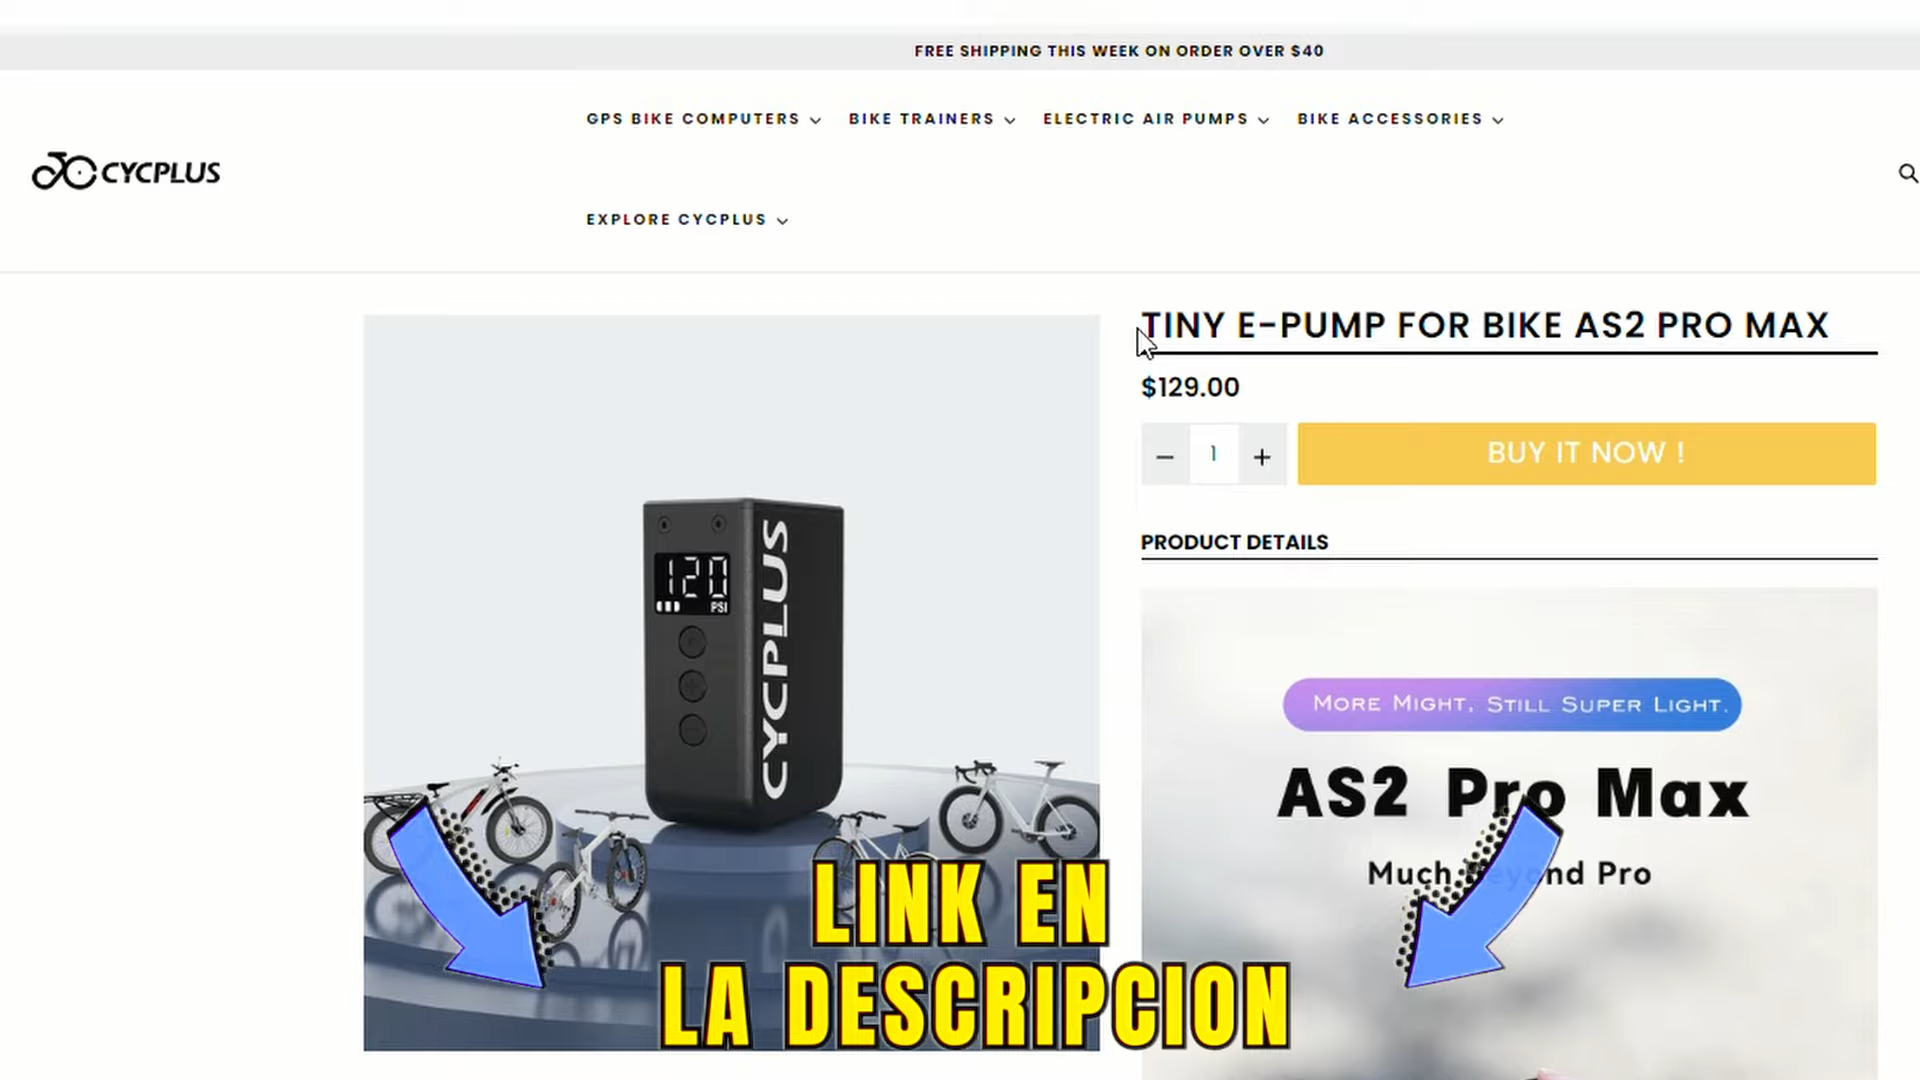 FREE SHIPPING THIS WEEK ON ORDER OVER $40
GPS BIKE COMPUTERS BIKE TRAINERS ELECTRIC AIR PUMPS BIKE ACCESSORIES
CYCPLUS
EXPLORE CYCPLUS
TINY E-PUMP FOR BIKE AS2 PRO MAX
$129.00
− 1 + BUY IT NOW !
PRODUCT DETAILS
120
PSI
CYCPLUS
MORE MIGHT, STILL SUPER LIGHT.
AS2 Pro Max
Much Beyond Pro
LINK EN
LA DESCRIPCION